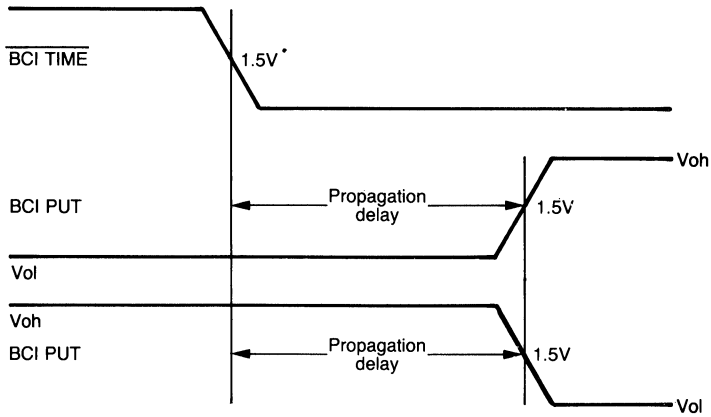 BCI TIME
1.5V*
Voh
BCI PUT
Propagation
delay
1.5V
Vol
Voh
BCI PUT
Propagation
delay
1.5V
Vol